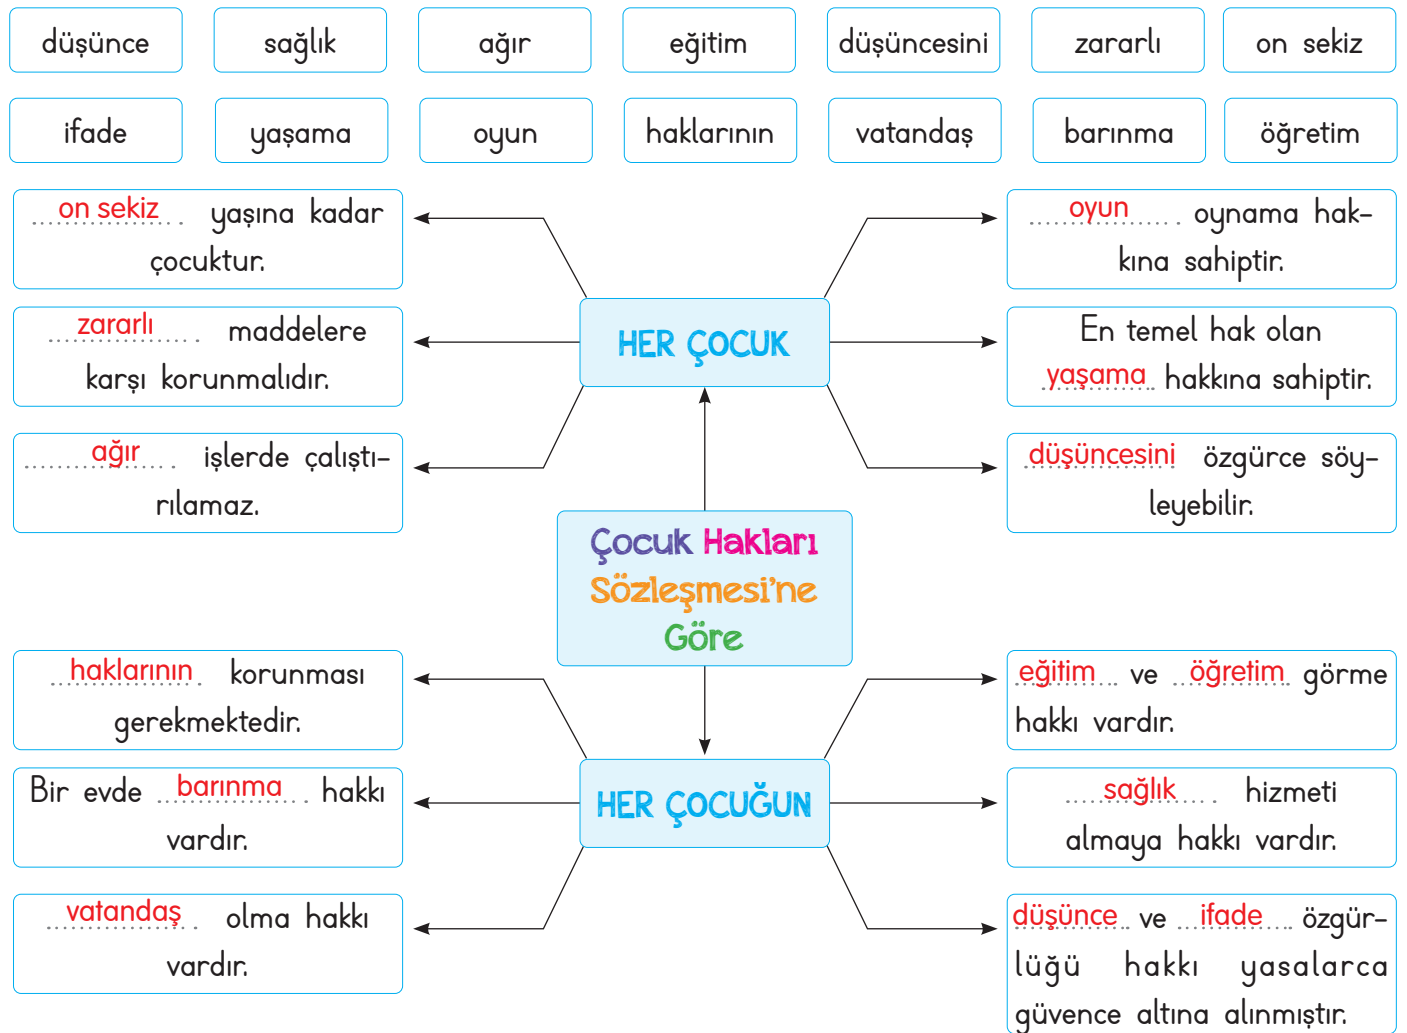 düşünce sağlık ağır eğitim düşüncesini zararlı on sekiz
ifade yaşama oyun haklarının vatandaş barınma öğretim
on sekiz yaşına kadar
çocuktur.
zararlı maddelere
karşı korunmalıdır.
ağır işlerde çalıştı-
rılamaz.
HER ÇOCUK
oyun oynama hak-
kına sahiptir.
En temel hak olan
yaşama hakkına sahiptir.
düşüncesini özgürce söy-
leyebilir.
Çocuk Hakları
Sözleşmesi'ne
Göre
haklarının korunması
gerekmektedir.
Bir evde barınma hakkı
vardır.
vatandaş olma hakkı
vardır.
HER ÇOCUĞUN
eğitim ve öğretim görme
hakkı vardır.
sağlık hizmeti
almaya hakkı vardır.
düşünce ve ifade özgür-
lüğü hakkı yasalarca
güvence altına alınmıştır.